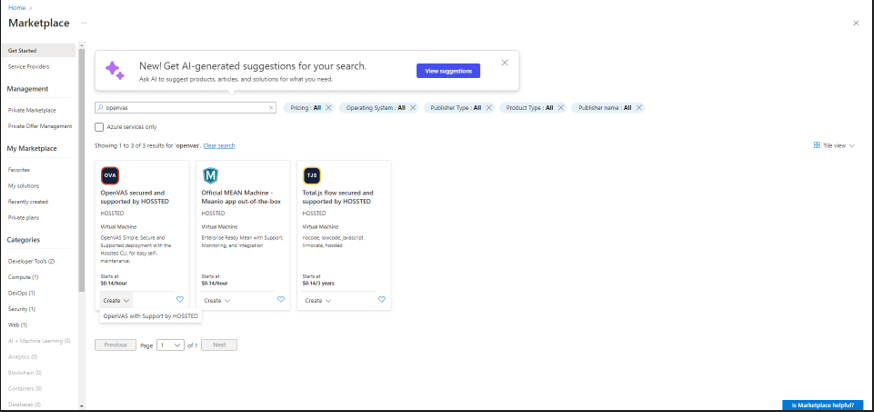 Home >
Marketplace ...
Get Started
Service Providers
Management
Private Marketplace
Private Offer Management
My Marketplace
Favorites
My solutions
Recently created
Private plans
Categories
Developer Tools (2)
Compute (1)
DevOps (1)
Security (1)
Web (1)
AI + Machine Learning (0)
Analytics (0)
Blockchain (0)
Containers (0)
Databases (0)
New! Get AI-generated suggestions for your search.
Ask AI to suggest products, articles, and solutions for what you need.
View suggestions
openvas
Pricing : All
Operating System : All
Publisher Type : All
Product Type : All
Publisher name : All
Azure services only
Showing 1 to 3 of 3 results for 'openvas'. Clear search
Tile view
OVA
OpenVAS secured and
supported by HOSSTED
HOSSTED
Virtual Machine
OpenVAS Simple, Secure and
Supported deployment with the
Hossted CLI, for easy self-
maintenance.
Starts at
$0.14/hour
Create
OpenVAS with Support by HOSSTED
M
Official MEAN Machine -
Meanio app out-of-the-box
HOSSTED
Virtual Machine
Enterprise Ready Mean with Support,
Monitoring, and Integration
Starts at
$0.14/hour
Create
TJS
Total.js flow secured and
supported by HOSSTED
HOSSTED
Virtual Machine
nocode, lowcode, javascript,
linnovate, hossted
Starts at
$0.14/3 years
Create
Previous
Page 1 of 1
Next
Is Marketplace helpful?